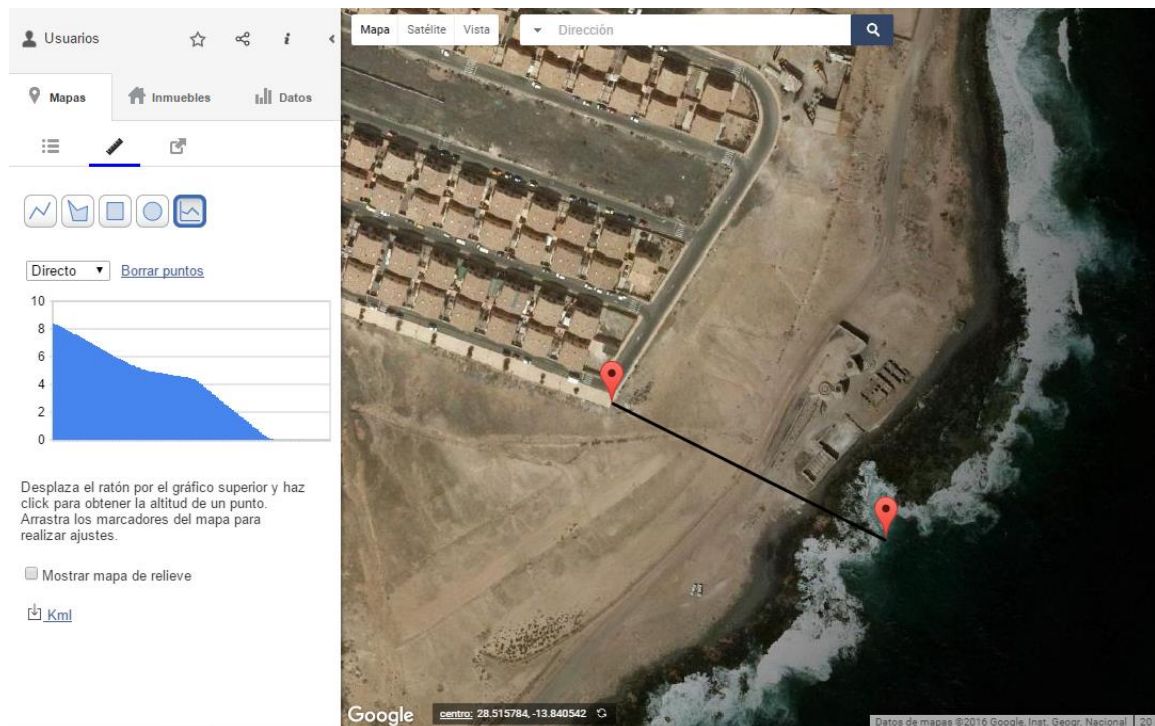 Usuarios
Mapas
Inmuebles
Datos
Directo
Borrar puntos
10
8
6
4
2
0
Desplaza el ratón por el gráfico superior y haz
click para obtener la altitud de un punto.
Arrastra los marcadores del mapa para
realizar ajustes.
Mostrar mapa de relieve
Kml
Mapa Satélite Vista
Dirección
Google
centro: 28.515784, -13.840542
Datos de mapas ©2016 Google, Inst. Geogr. Nacional 20